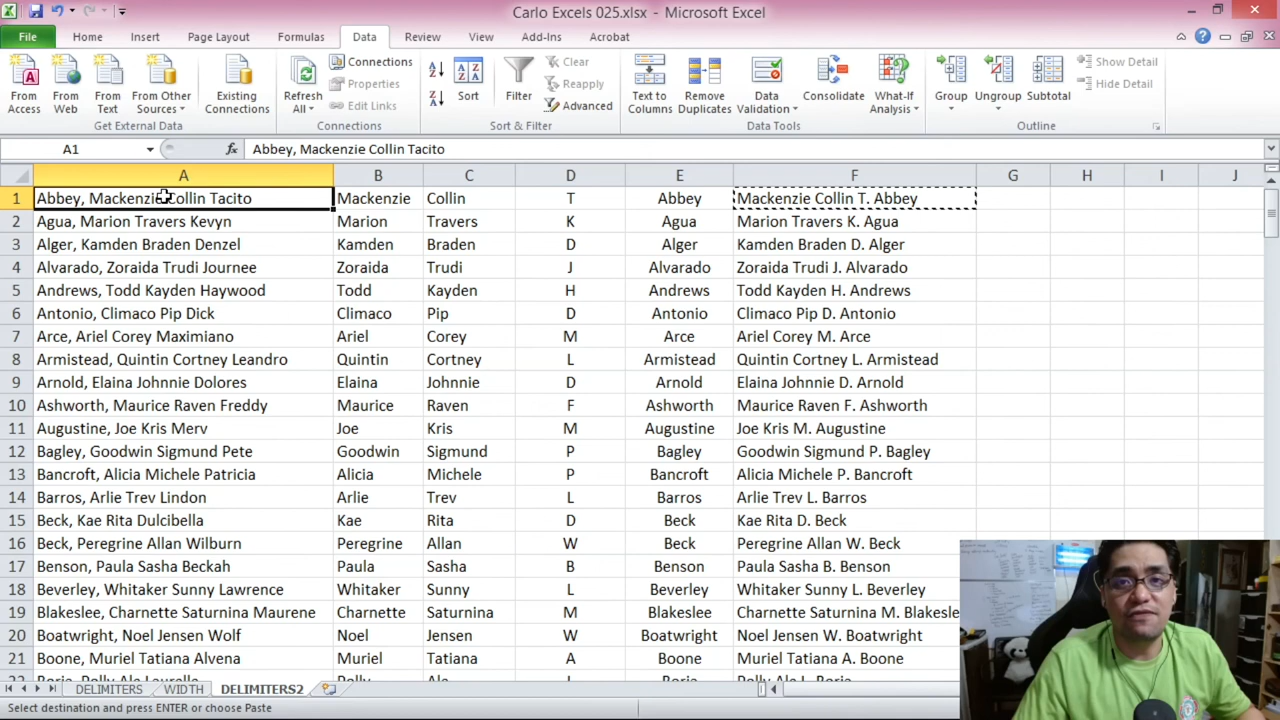 Carlo Excels 025.xlsx - Microsoft Excel
File Home Insert Page Layout Formulas Data Review View Add-Ins Acrobat
From Access From Web From Text From Other Sources Existing Connections
Get External Data
Refresh All Connections Properties Edit Links
Connections
Sort Filter Clear Reapply Advanced
Sort & Filter
Text to Columns Remove Duplicates Data Validation Consolidate What-If Analysis
Data Tools
Group Ungroup Subtotal Show Detail Hide Detail
Outline
A1 fx Abbey, Mackenzie Collin Tacito
A B C D E F G H I J
1 Abbey, Mackenzie Collin Tacito Mackenzie Collin T Abbey Mackenzie Collin T. Abbey
2 Agua, Marion Travers Kevyn Marion Travers K Agua Marion Travers K. Agua
3 Alger, Kamden Braden Denzel Kamden Braden D Alger Kamden Braden D. Alger
4 Alvarado, Zoraida Trudi Journee Zoraida Trudi J Alvarado Zoraida Trudi J. Alvarado
5 Andrews, Todd Kayden Haywood Todd Kayden H Andrews Todd Kayden H. Andrews
6 Antonio, Climaco Pip Dick Climaco Pip D Antonio Climaco Pip D. Antonio
7 Arce, Ariel Corey Maximiano Ariel Corey M Arce Ariel Corey M. Arce
8 Armistead, Quintin Cortney Leandro Quintin Cortney L Armistead Quintin Cortney L. Armistead
9 Arnold, Elaina Johnnie Dolores Elaina Johnnie D Arnold Elaina Johnnie D. Arnold
10 Ashworth, Maurice Raven Freddy Maurice Raven F Ashworth Maurice Raven F. Ashworth
11 Augustine, Joe Kris Merv Joe Kris M Augustine Joe Kris M. Augustine
12 Bagley, Goodwin Sigmund Pete Goodwin Sigmund P Bagley Goodwin Sigmund P. Bagley
13 Bancroft, Alicia Michele Patricia Alicia Michele P Bancroft Alicia Michele P. Bancroft
14 Barros, Arlie Trev Lindon Arlie Trev L Barros Arlie Trev L. Barros
15 Beck, Kae Rita Dulcibella Kae Rita D Beck Kae Rita D. Beck
16 Beck, Peregrine Allan Wilburn Peregrine Allan W Beck Peregrine Allan W. Beck
17 Benson, Paula Sasha Beckah Paula Sasha B Benson Paula Sasha B. Benson
18 Beverley, Whitaker Sunny Lawrence Whitaker Sunny L Beverley Whitaker Sunny L. Beverley
19 Blakeslee, Charnette Saturnina Maurene Charnette Saturnina M Blakeslee Charnette Saturnina M. Blakesle
20 Boatwright, Noel Jensen Wolf Noel Jensen W Boatwright Noel Jensen W. Boatwright
21 Boone, Muriel Tatiana Alvena Muriel Tatiana A Boone Muriel Tatiana A. Boone
DELIMITERS WIDTH DELIMITERS2
Select destination and press ENTER or choose Paste